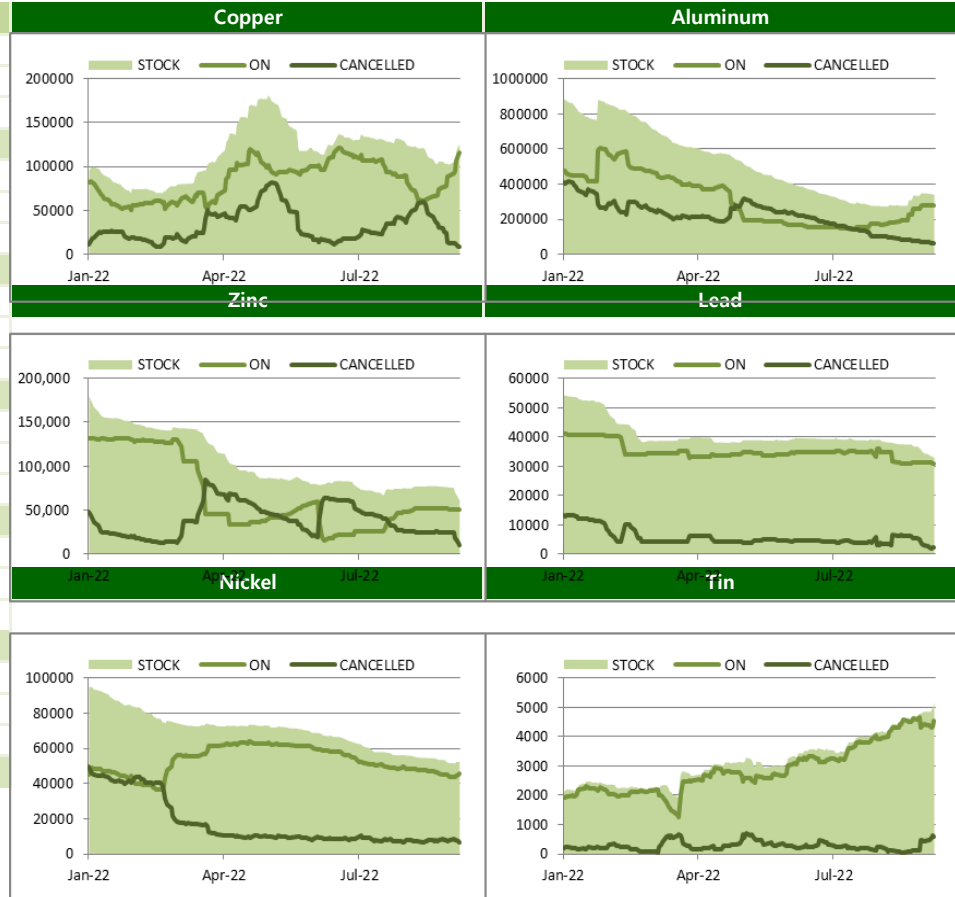 Copper
Aluminum
STOCK ON CANCELLED
200000
150000
100000
50000
0
Jan-22 Apr-22 Jul-22
STOCK ON CANCELLED
1000000
800000
600000
400000
200000
0
Jan-22 Apr-22 Jul-22
Zinc
Lead
STOCK ON CANCELLED
200,000
150,000
100,000
50,000
0
Jan-22 Apr-22 Jul-22
STOCK ON CANCELLED
60000
50000
40000
30000
20000
10000
0
Jan-22 Apr-22 Jul-22
Nickel
Tin
STOCK ON CANCELLED
100000
80000
60000
40000
20000
0
Jan-22 Apr-22 Jul-22
STOCK ON CANCELLED
6000
5000
4000
3000
2000
1000
0
Jan-22 Apr-22 Jul-22